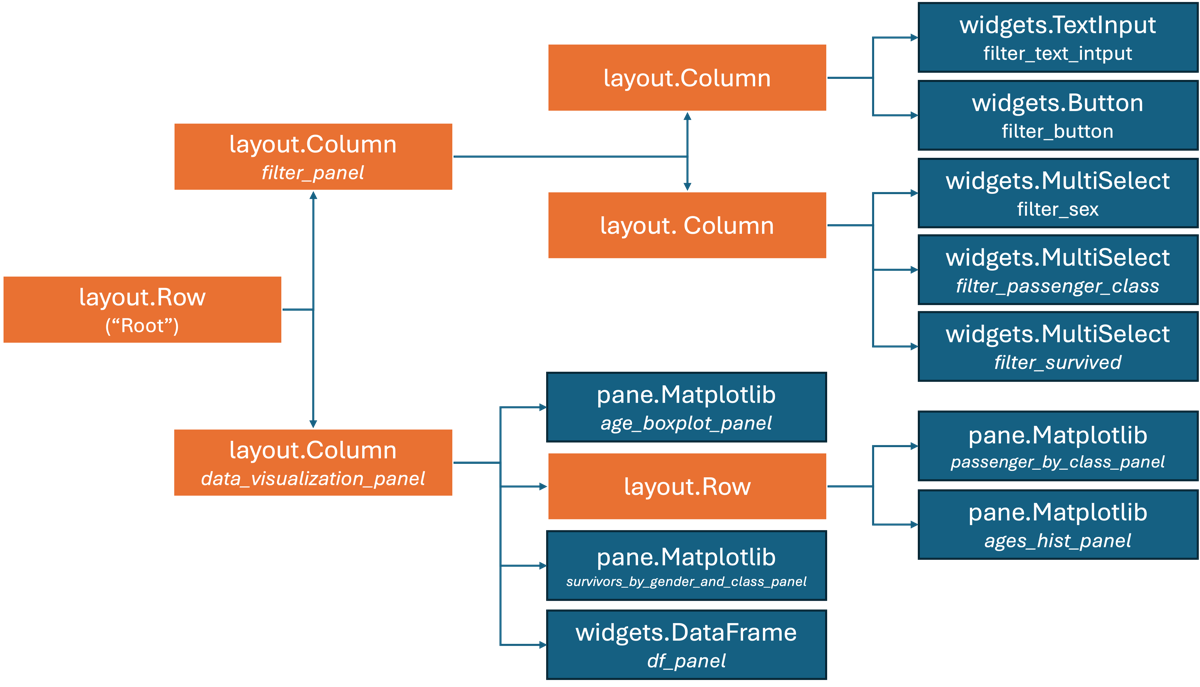 layout.Row
(“Root”)
layout.Column
filter_panel
layout.Column
widgets.TextInput
filter_text_intput
widgets.Button
filter_button
layout. Column
widgets.MultiSelect
filter_sex
widgets.MultiSelect
filter_passenger_class
widgets.MultiSelect
filter_survived
layout.Column
data_visualization_panel
pane.Matplotlib
age_boxplot_panel
layout.Row
pane.Matplotlib
passenger_by_class_panel
pane.Matplotlib
ages_hist_panel
pane.Matplotlib
survivors_by_gender_and_class_panel
widgets.DataFrame
df_panel